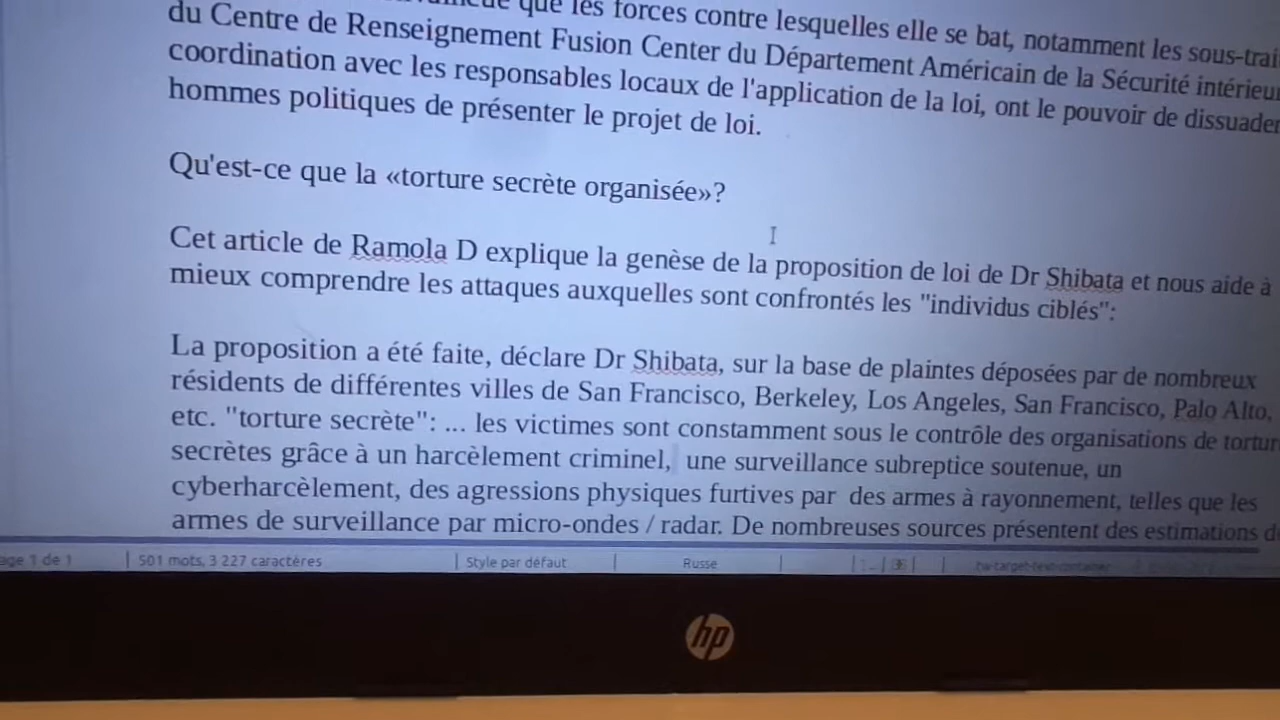 que les forces contre lesquelles elle se bat, notamment les
du Centre de Renseignement Fusion Center du Département Américain de la Sécurité
coordination avec les responsables locaux de l'application de la loi, ont le pouvoir de
hommes politiques de présenter le projet de loi.
Qu'est-ce que la «torture secrète organisée»?
Cet article de Ramola D explique la genèse de la proposition de loi de Dr Shibata et nous aide à
mieux comprendre les attaques auxquelles sont confrontés les "individus ciblés":
La proposition a été faite, déclare Dr Shibata, sur la base de plaintes déposées par de nombreux
résidents de différentes villes de San Francisco, Berkeley, Los Angeles, San Francisco, Palo Alto,
etc. "torture secrète": ... les victimes sont constamment sous le contrôle des organisations de
secrètes grâce à un harcèlement criminel, une surveillance subreptice soutenue, un
cyberharcèlement, des agressions physiques furtives par des armes à rayonnement, telles que les
armes de surveillance par micro-ondes / radar. De nombreuses sources présentent des estimations
1 de 1 501 mots, 3 227 caractères Style par défaut Russe
hp